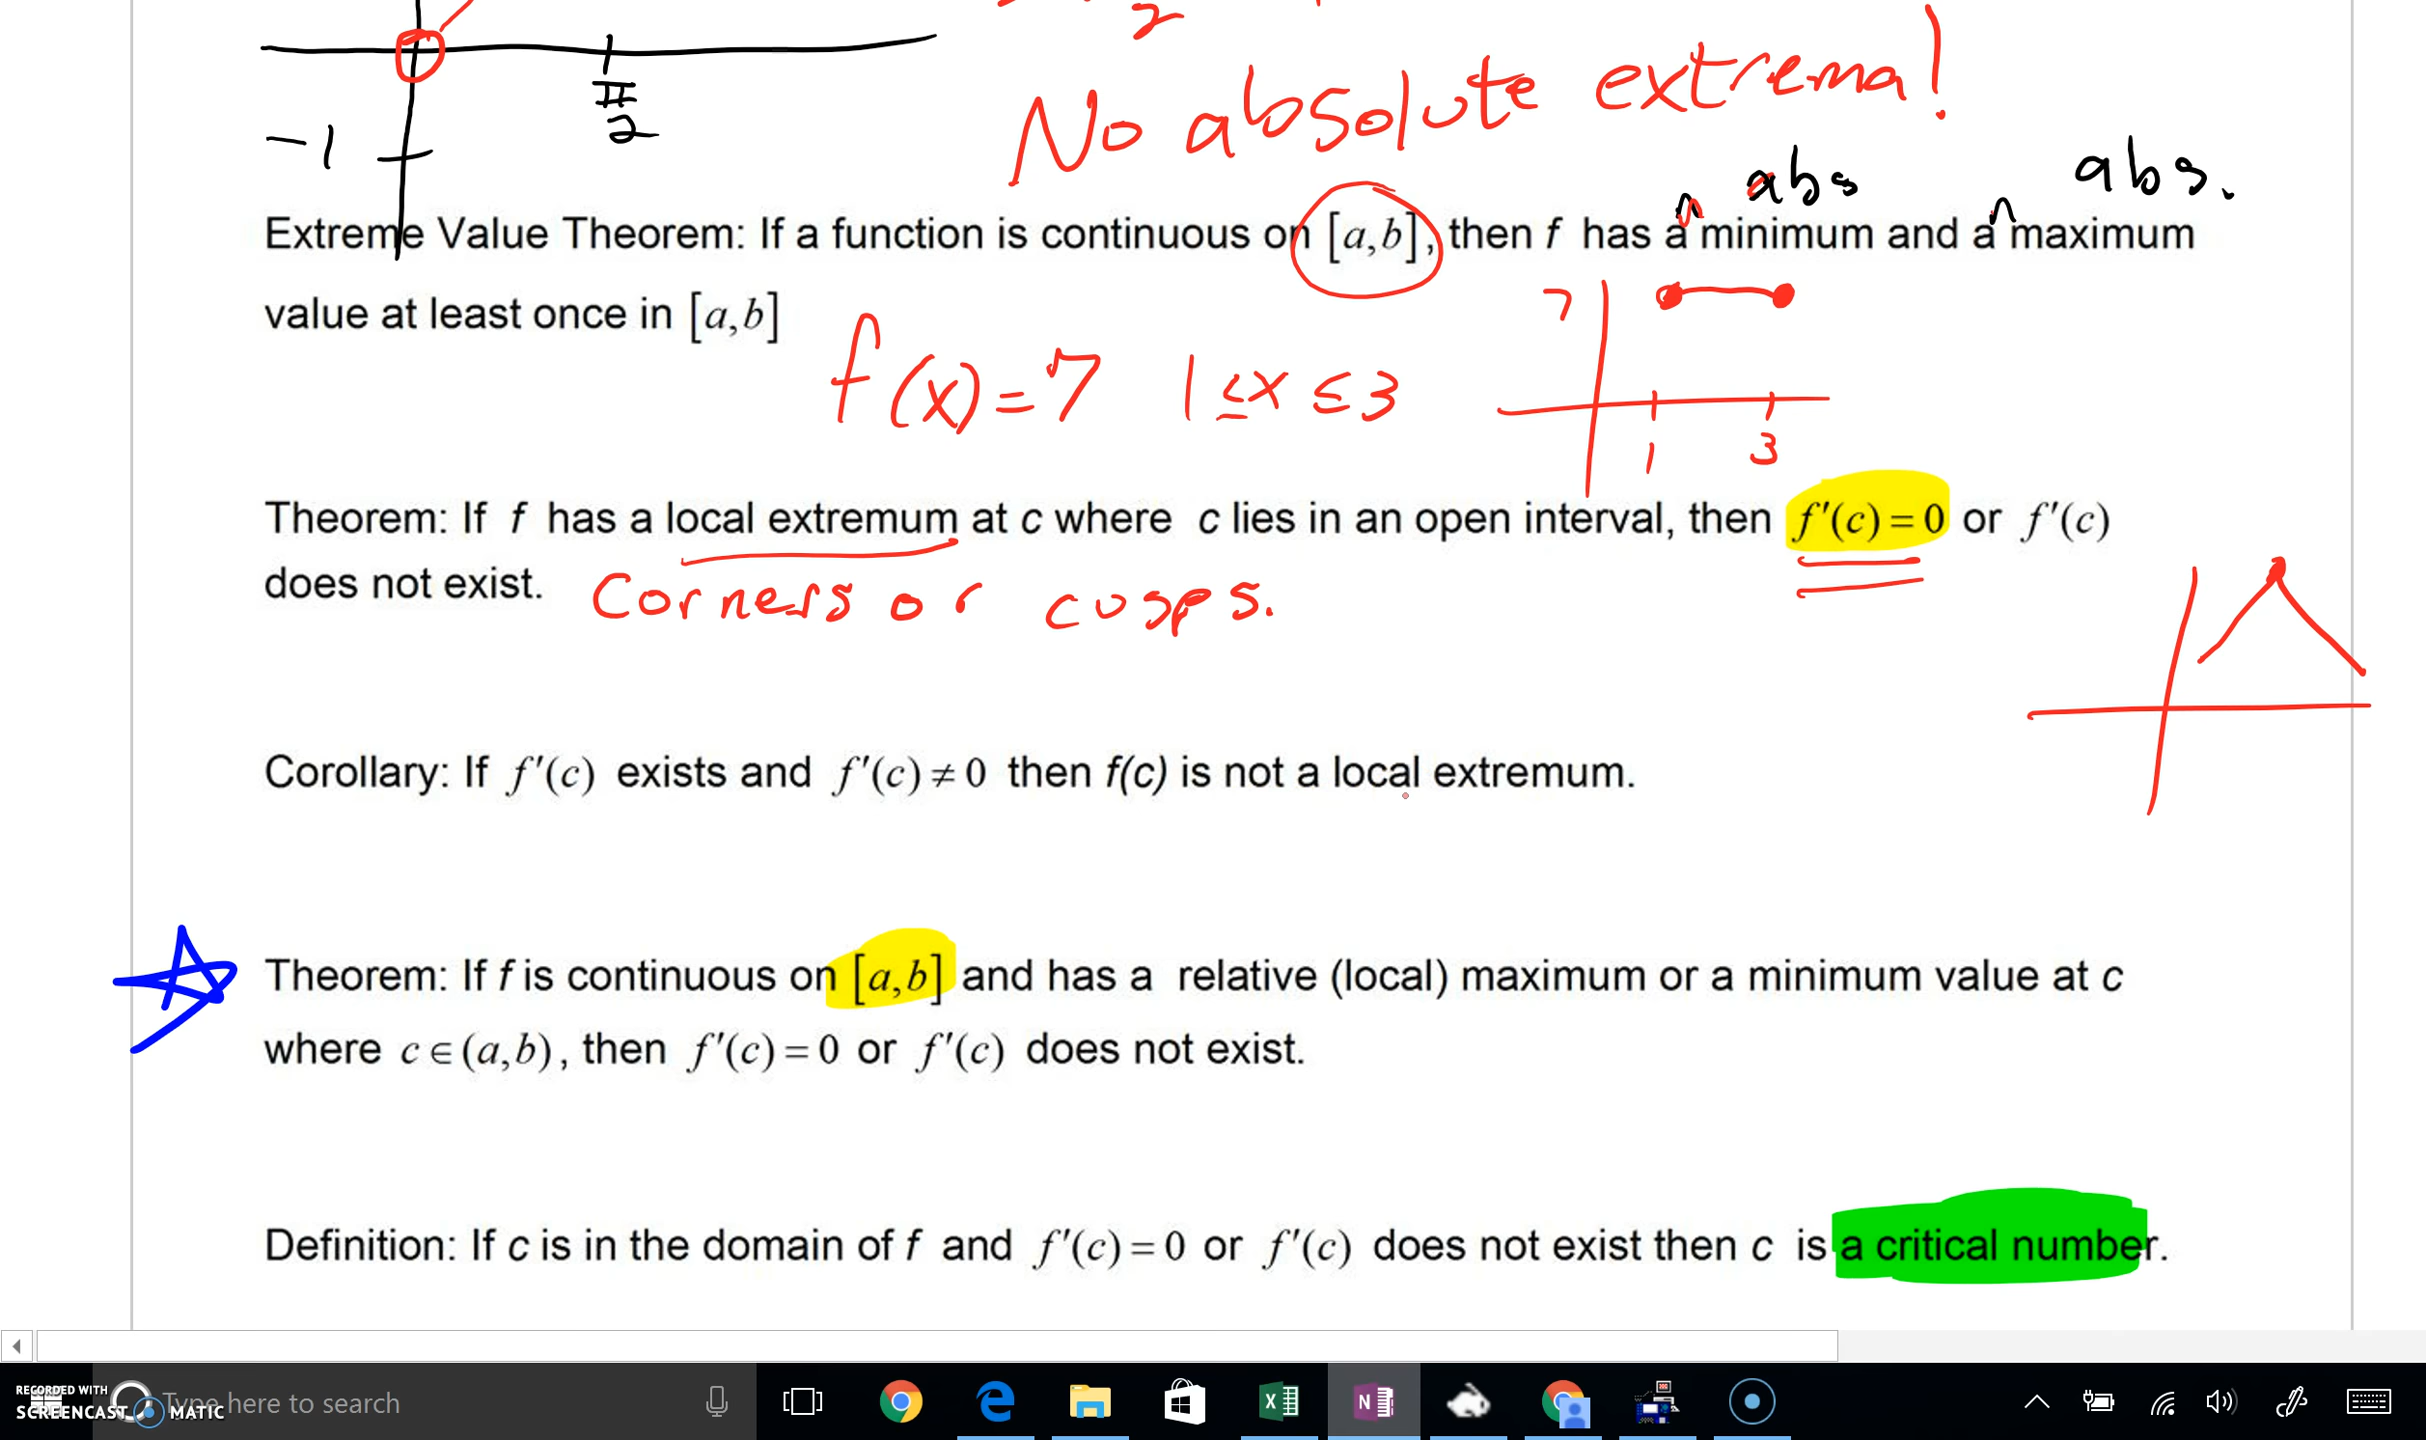 2
No absolute extrema!
π
2
-1
abs abs.
Extreme Value Theorem: If a function is continuous on [a,b], then f has a minimum and a maximum
value at least once in [a,b]
7
f(x)=7 1≤x≤3
1 3
Theorem: If f has a local extremum at c where c lies in an open interval, then f′(c)=0 or f′(c)
does not exist. Corners or cusps.
Corollary: If f′(c) exists and f′(c)≠0 then f(c) is not a local extremum.
Theorem: If f is continuous on [a,b] and has a relative (local) maximum or a minimum value at c
where c∈(a,b), then f′(c)=0 or f′(c) does not exist.
Definition: If c is in the domain of f and f′(c)=0 or f′(c) does not exist then c is a critical number.
RECORDED WITH
SCREENCAST MATIC
Type here to search